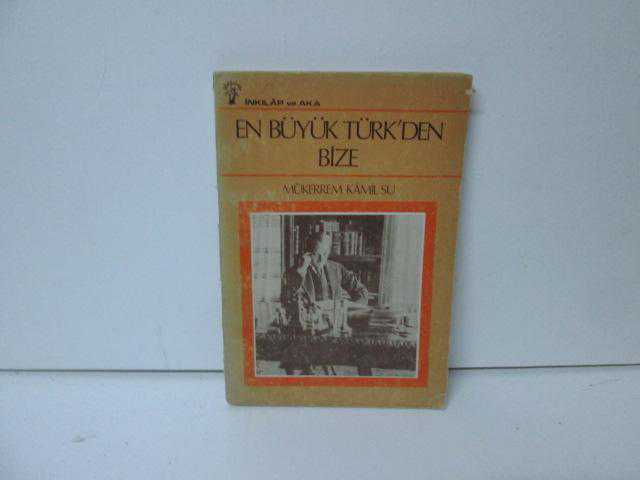 İNKILÂP ve AKA
EN BÜYÜK TÜRK'DEN
BİZE
MÜKERREM KÂMİL SU